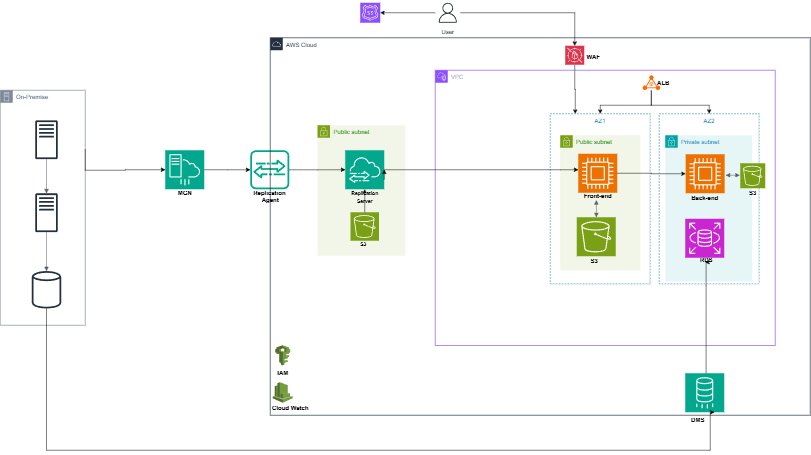 User
AWS Cloud
WAF
VPC
ALB
On-Premise
AZ1
AZ2
Public subnet
Public subnet
Private subnet
MGN
Replication
Agent
Replication
Server
Front-end
Back-end
S3
S3
S3
RDS
IAM
Cloud Watch
DMS